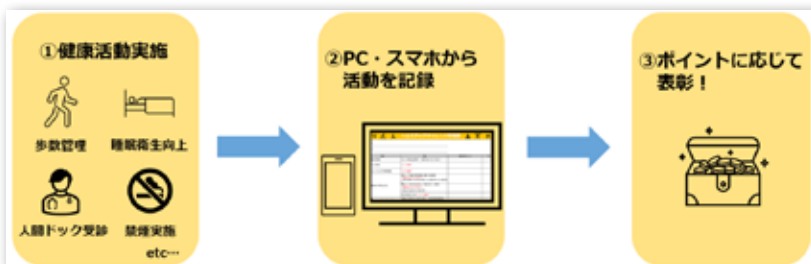 ①健康活動実施
歩数管理
睡眠衛生向上
人間ドック受診
禁煙実施
etc…
②PC・スマホから
活動を記録
③ポイントに応じて
表彰！